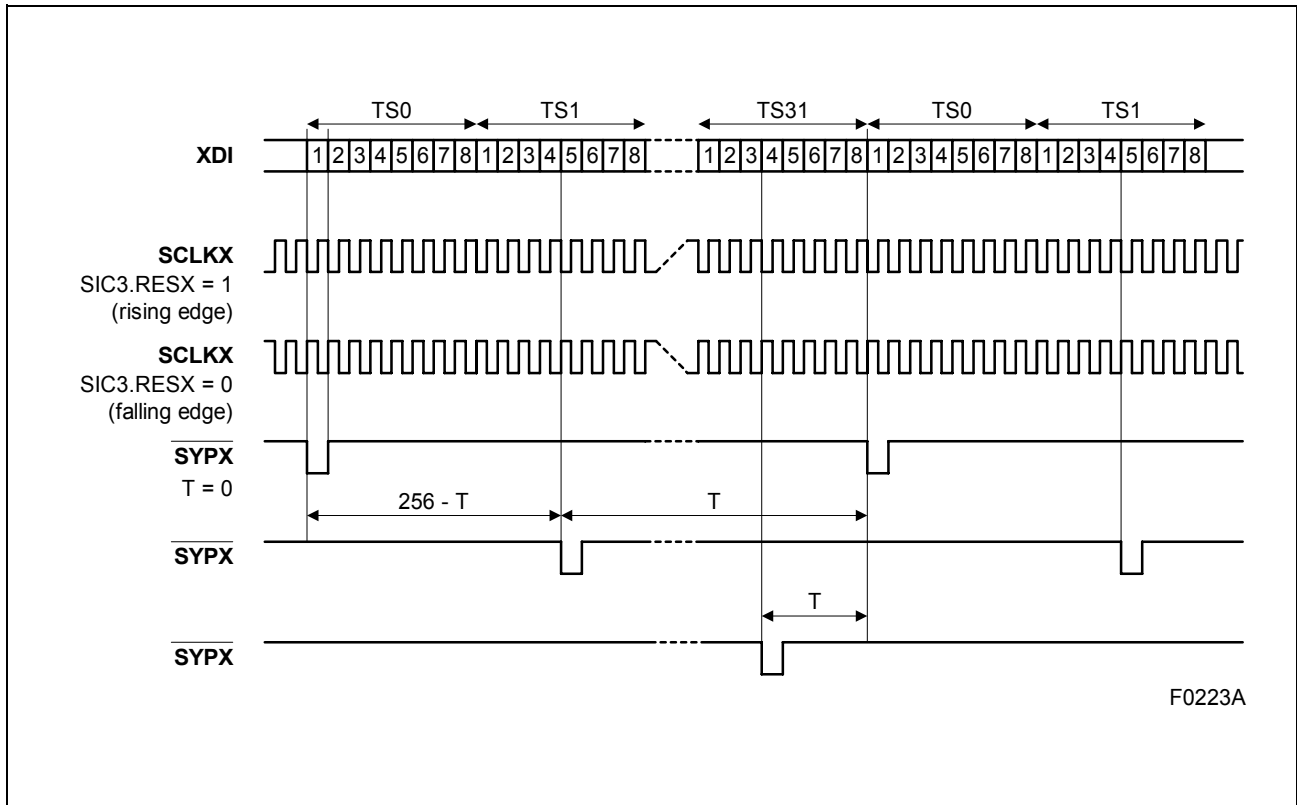 TS0 TS1 TS31 TS0 TS1
XDI 1 2 3 4 5 6 7 8 1 2 3 4 5 6 7 8 1 2 3 4 5 6 7 8 1 2 3 4 5 6 7 8 1 2 3 4 5 6 7 8
SCLKX
SIC3.RESX = 1
(rising edge)
SCLKX
SIC3.RESX = 0
(falling edge)
SYPX
T = 0
256 - T T
SYPX
T
SYPX
F0223A